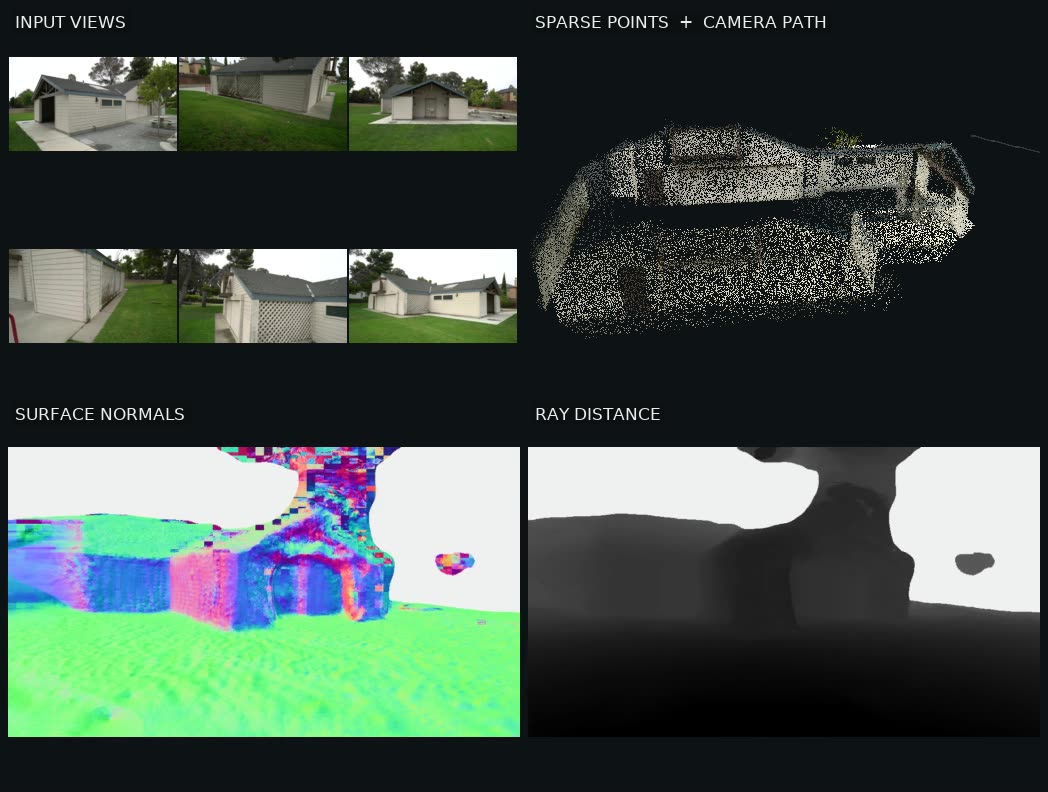 INPUT VIEWS
SPARSE POINTS + CAMERA PATH
SURFACE NORMALS
RAY DISTANCE